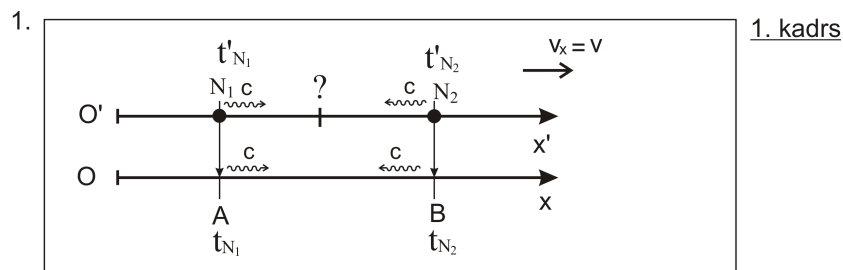 1.
1. kadrs
t'N₁
t'N₂
vₓ = v
N₁ c
?
c N₂
O'
x'
c
c
O
x
A
B
tN₁
tN₂